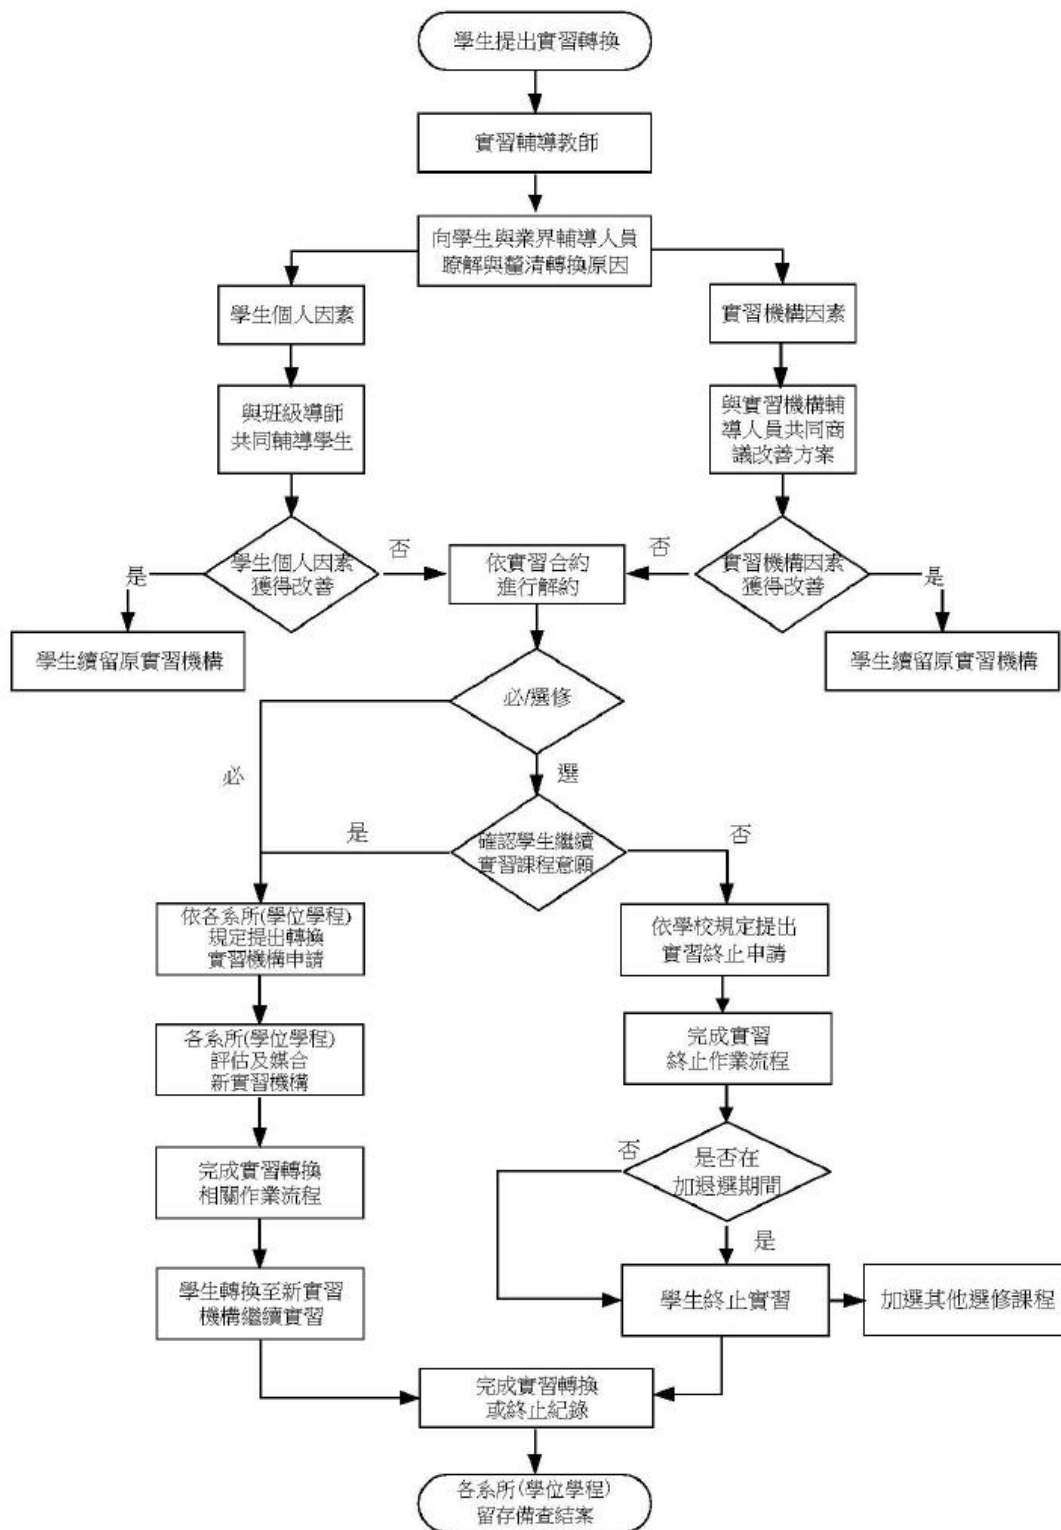 學生提出實習轉換
實習輔導教師
向學生與業界輔導人員
瞭解與釐清轉換原因
學生個人因素
實習機構因素
與班級導師
共同輔導學生
與實習機構輔
導人員共同商
議改善方案
學生個人因素
獲得改善
否
依實習合約
進行解約
否
實習機構因素
獲得改善
是
是
學生續留原實習機構
學生續留原實習機構
必/選修
必
選
是
確認學生繼續
實習課程意願
否
依各系所(學位學程)
規定提出轉換
實習機構申請
依學校規定提出
實習終止申請
各系所(學位學程)
評估及媒合
新實習機構
完成實習
終止作業流程
完成實習轉換
相關作業流程
否
是否在
加退選期間
是
學生轉換至新實習
機構繼續實習
學生終止實習
加選其他選修課程
完成實習轉換
或終止紀錄
各系所(學位學程)
留存備查結案